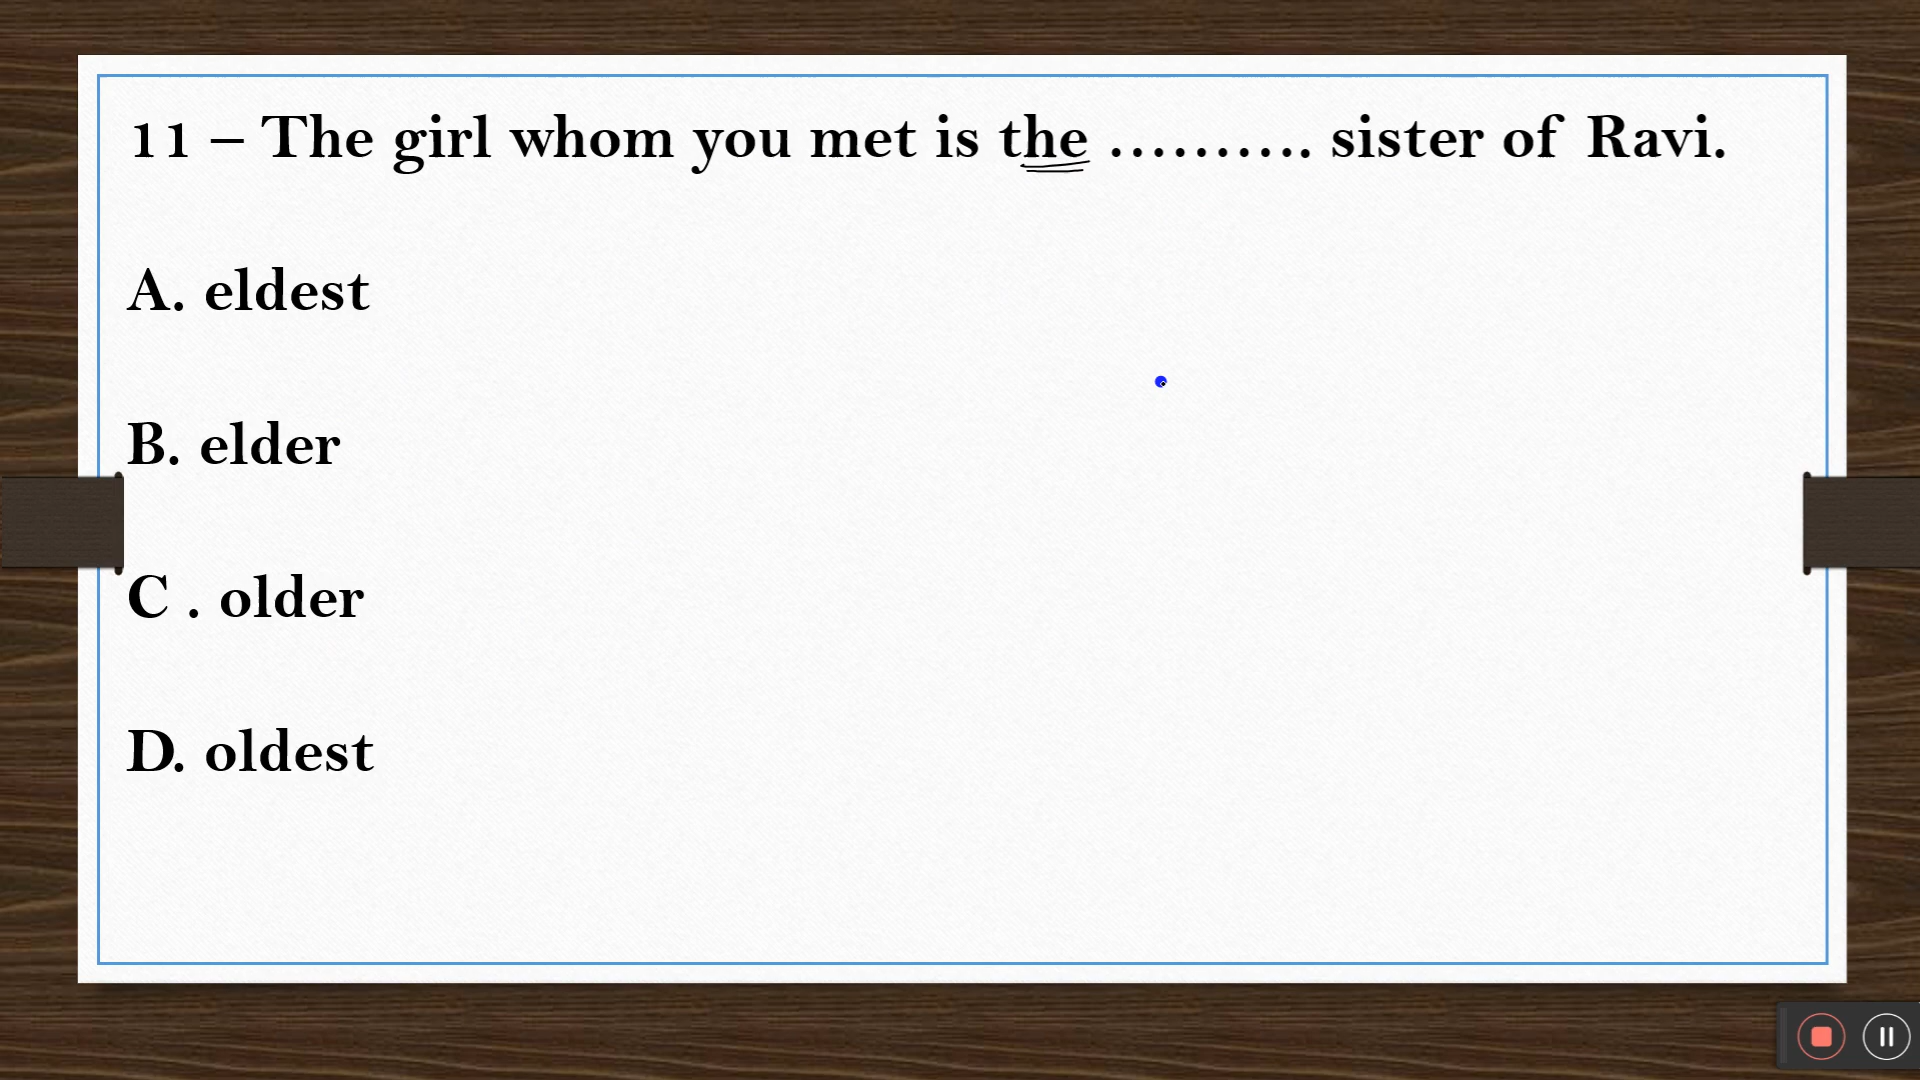 11 – The girl whom you met is the ………. sister of Ravi.
A. eldest
B. elder
C . older
D. oldest